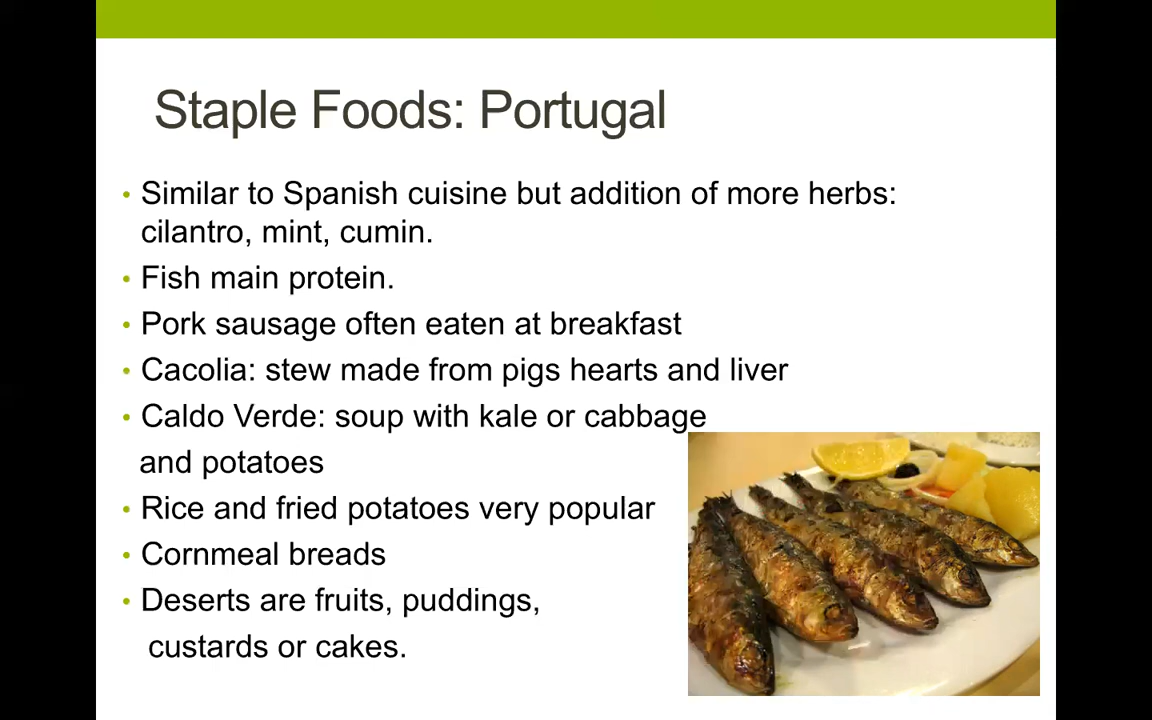 Staple Foods: Portugal
• Similar to Spanish cuisine but addition of more herbs:
cilantro, mint, cumin.
• Fish main protein.
• Pork sausage often eaten at breakfast
• Cacolia: stew made from pigs hearts and liver
• Caldo Verde: soup with kale or cabbage
and potatoes
• Rice and fried potatoes very popular
• Cornmeal breads
• Deserts are fruits, puddings,
custards or cakes.